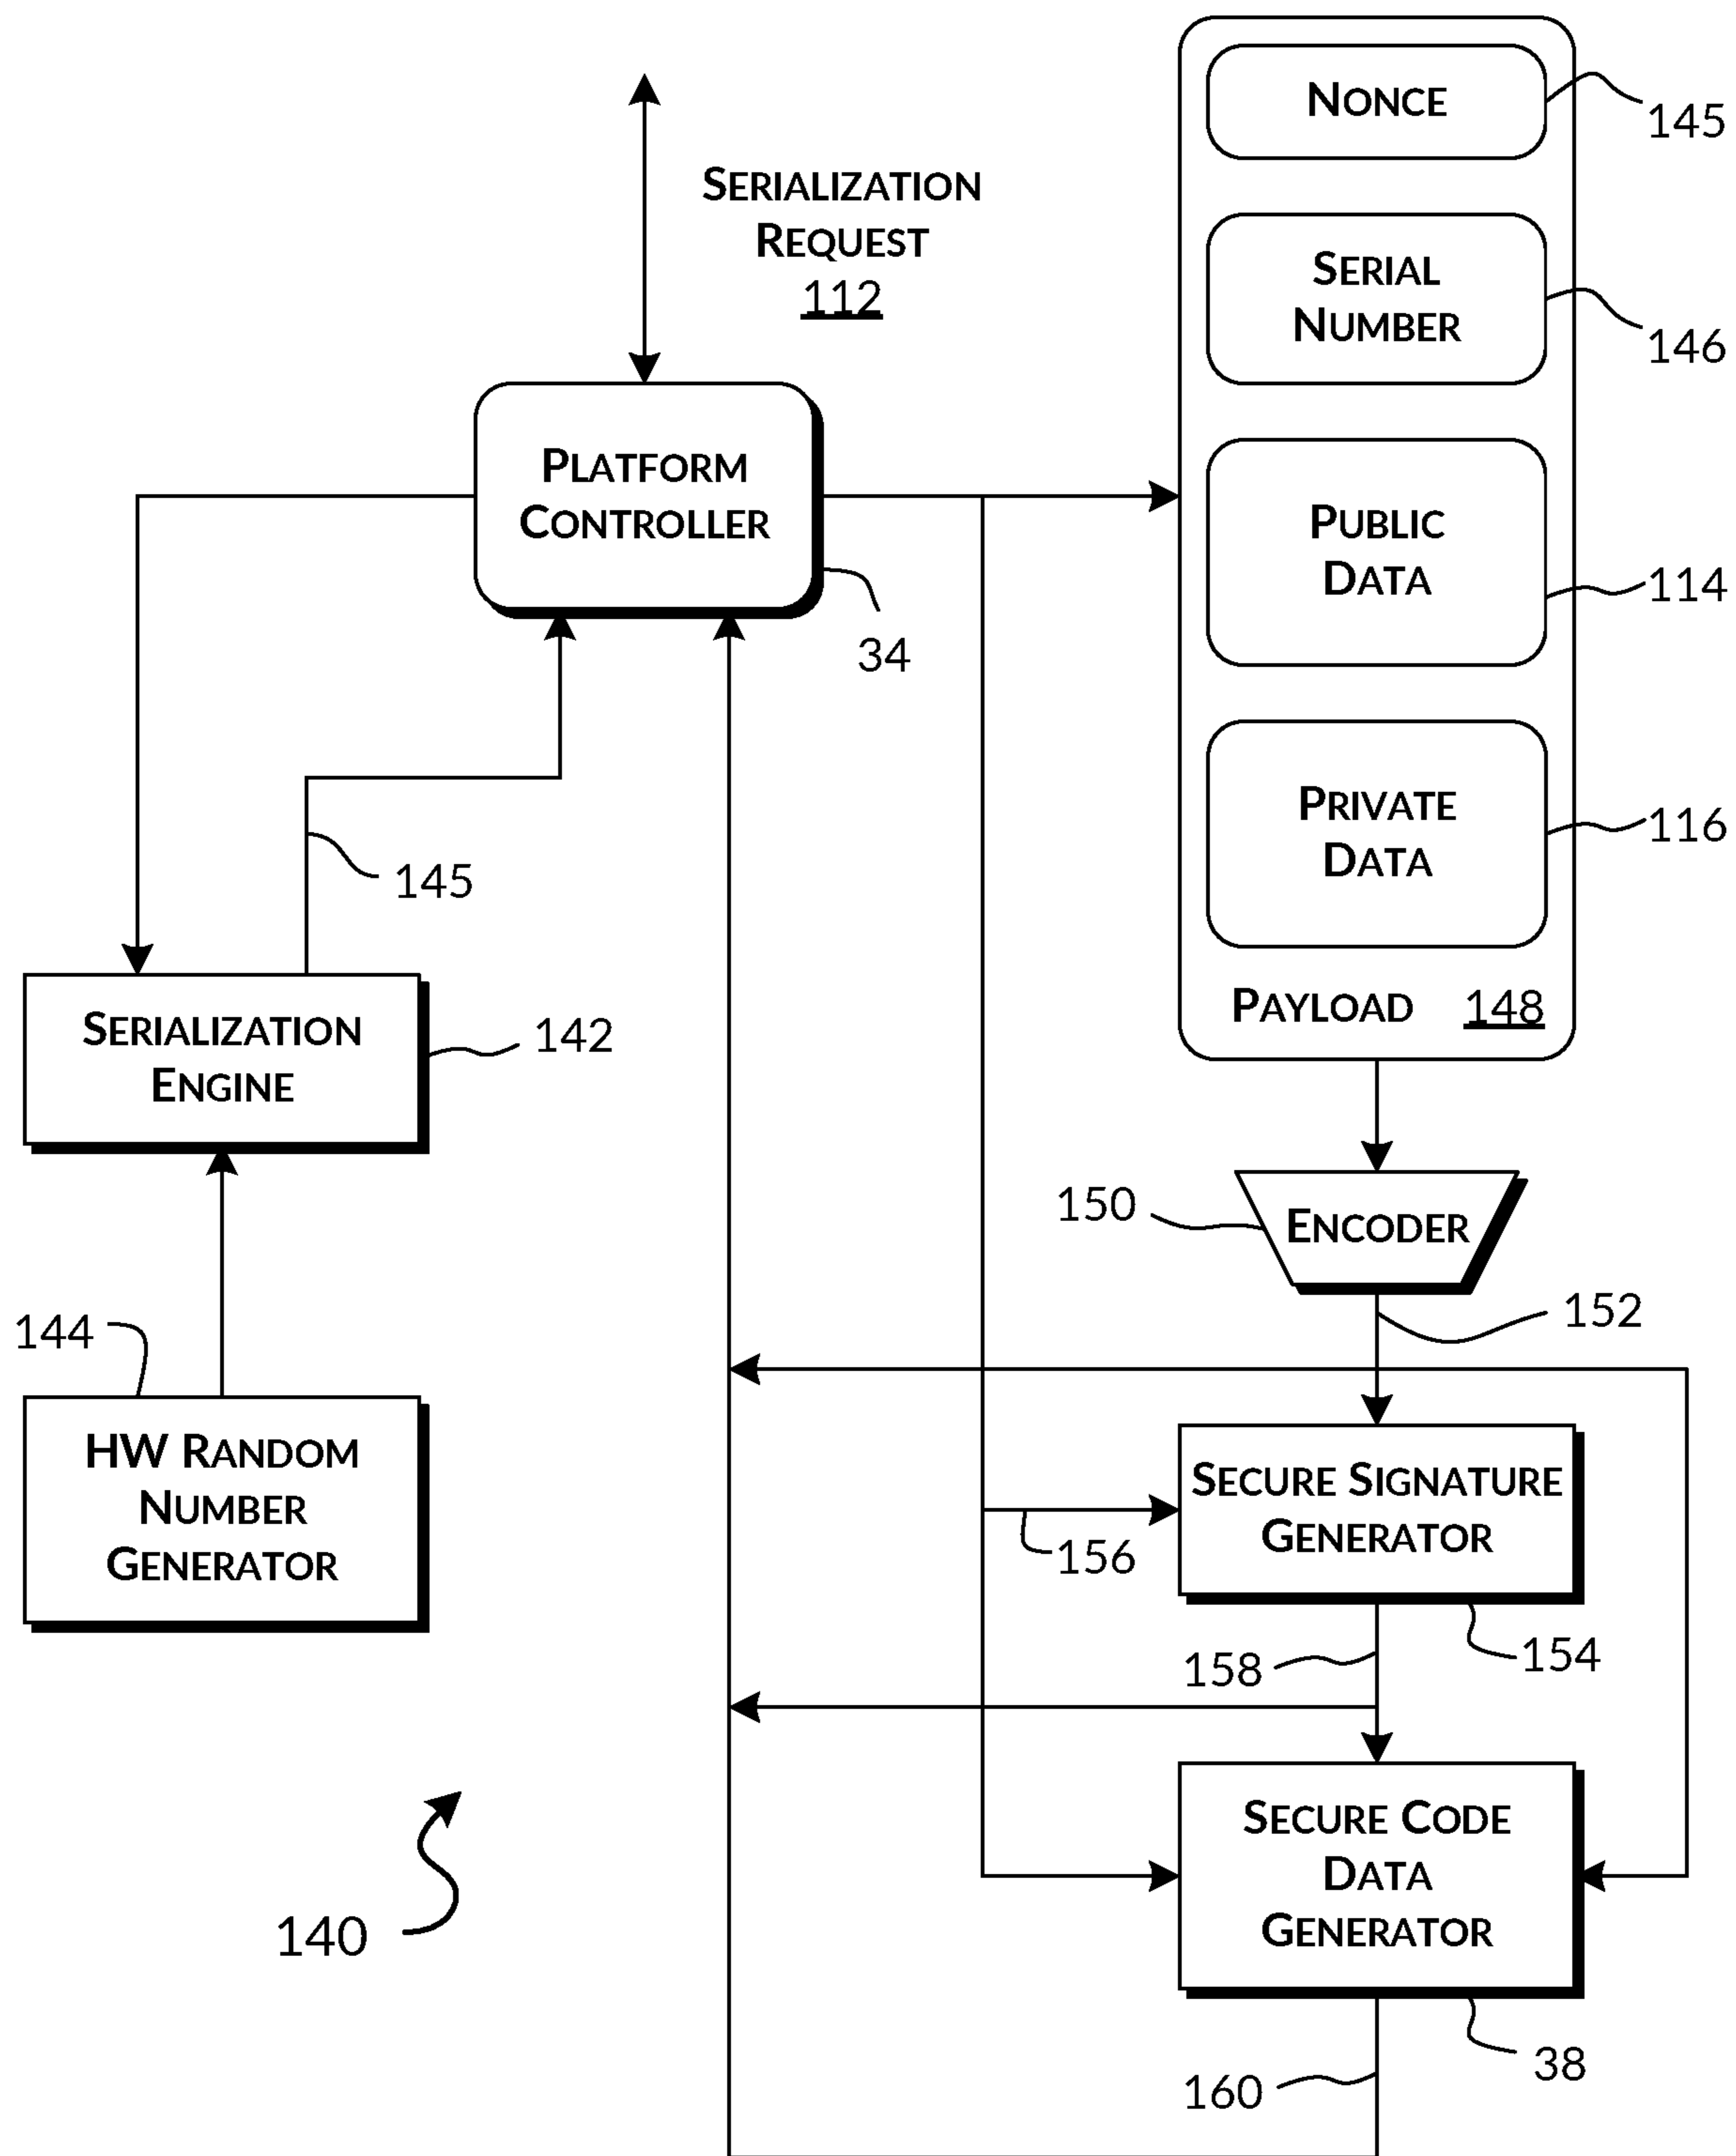 NONCE
145
SERIALIZATION
REQUEST
112
SERIAL
NUMBER
146
PLATFORM
CONTROLLER
34
PUBLIC
DATA
114
PRIVATE
DATA
116
145
PAYLOAD 148
SERIALIZATION
ENGINE
142
150
ENCODER
152
144
HW RANDOM
NUMBER
GENERATOR
SECURE SIGNATURE
GENERATOR
156
154
158
SECURE CODE
DATA
GENERATOR
140
38
160